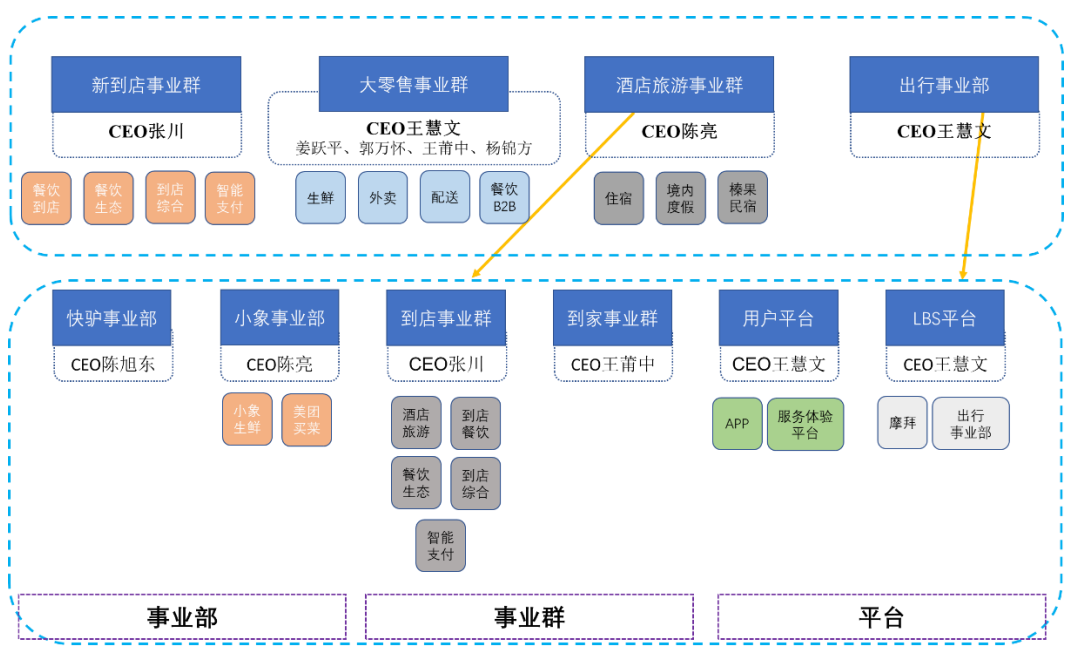 新到店事业群
CEO张川
餐饮
到店
餐饮
生态
到店
综合
智能
支付
大零售事业群
CEO王慧文
姜跃平、郭万怀、王莆中、杨锦方
生鲜
外卖
配送
餐饮
B2B
酒店旅游事业群
CEO陈亮
住宿
境内
度假
榛果
民宿
出行事业部
CEO王慧文
快驴事业部
CEO陈旭东
小象事业部
CEO陈亮
小象
生鲜
美团
买菜
到店事业群
CEO张川
酒店
旅游
到店
餐饮
餐饮
生态
到店
综合
智能
支付
到家事业群
CEO王莆中
用户平台
CEO王慧文
APP
服务体验
平台
LBS平台
CEO王慧文
摩拜
出行
事业部
事业部
事业群
平台